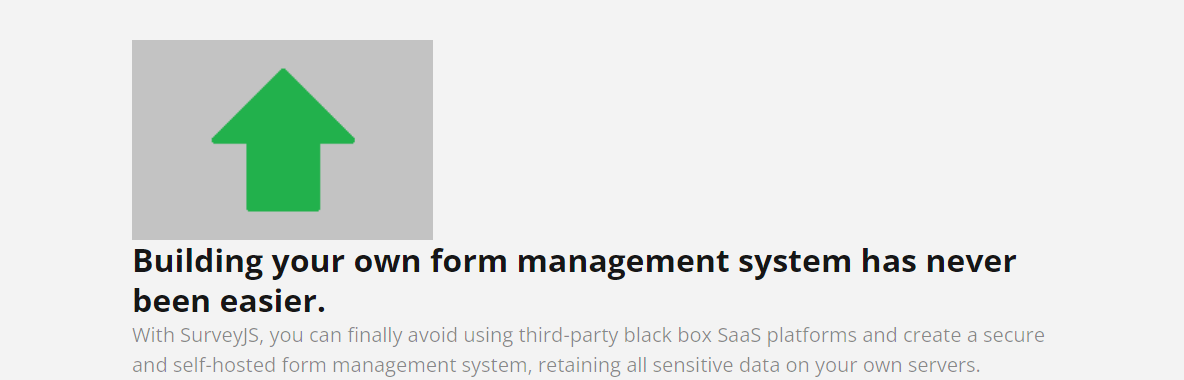 Building your own form management system has never
been easier.
With SurveyJS, you can finally avoid using third-party black box SaaS platforms and create a secure
and self-hosted form management system, retaining all sensitive data on your own servers.